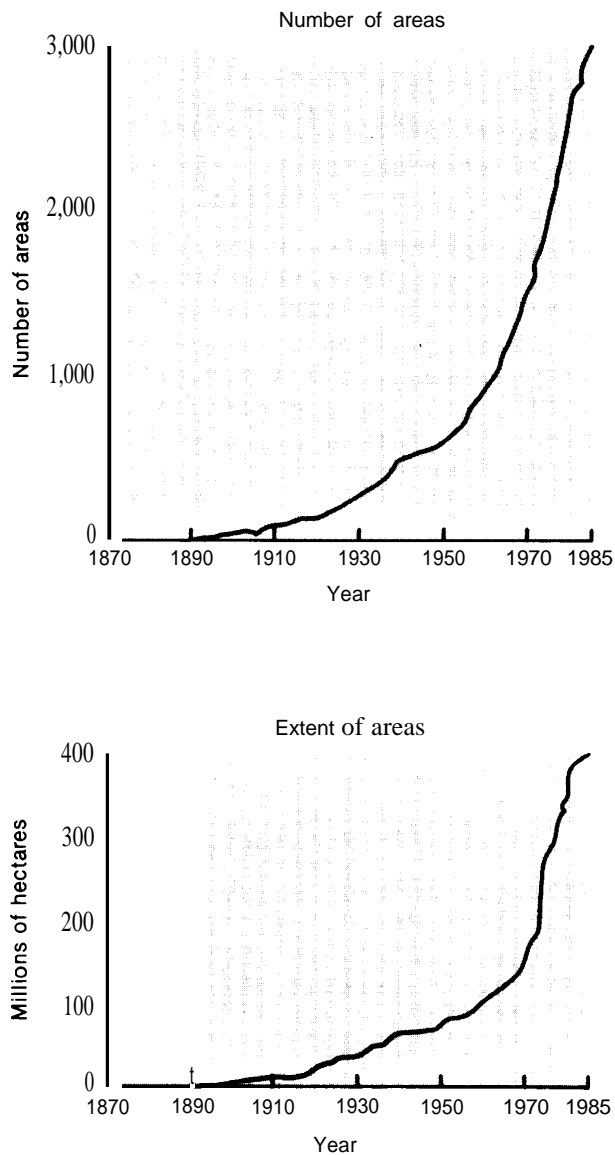 Number of areas
3,000
2,000
1,000
0
Number of areas
1870 1890 1910 1930 1950 1970 1985
Year
Extent of areas
400
300
200
100
0
Millions of hectares
t
1870 1890 1910 1930 1950 1970 1985
Year